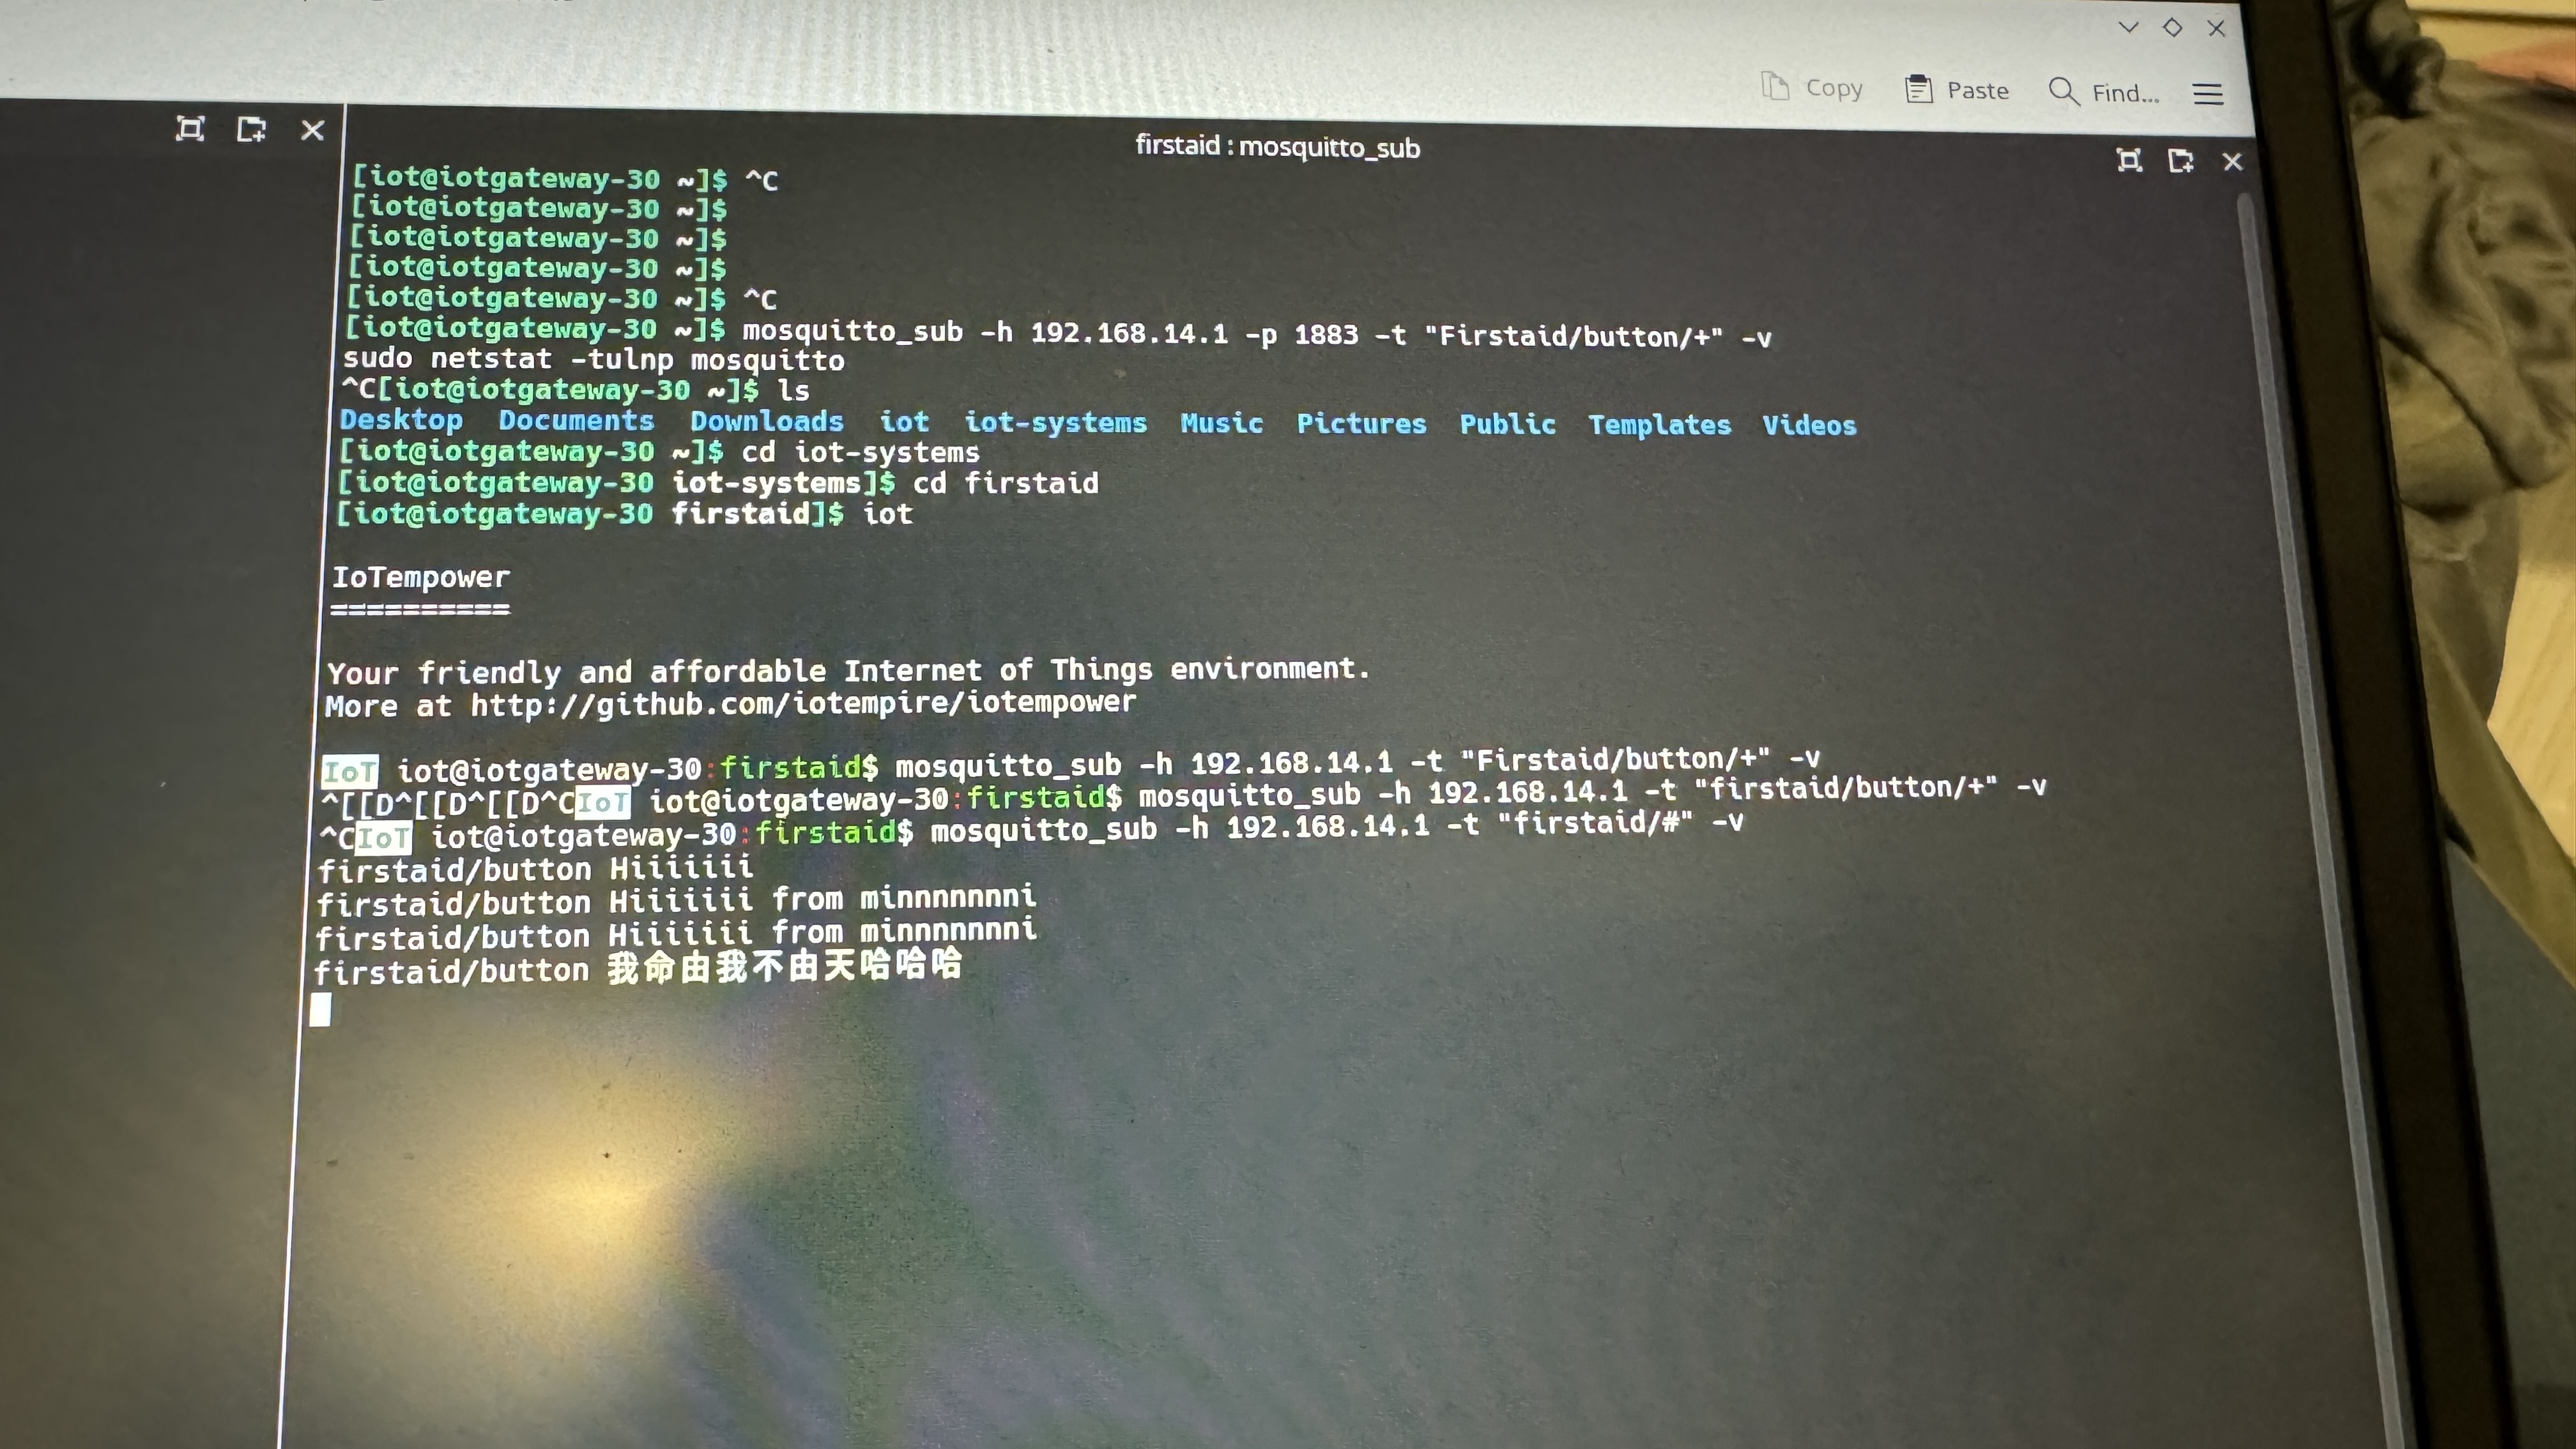 Copy Paste Find...
firstaid : mosquitto_sub
[iot@iotgateway-30 ~]$ ^C
[iot@iotgateway-30 ~]$
[iot@iotgateway-30 ~]$
[iot@iotgateway-30 ~]$
[iot@iotgateway-30 ~]$ ^C
[iot@iotgateway-30 ~]$ mosquitto_sub -h 192.168.14.1 -p 1883 -t "Firstaid/button/+" -v
sudo netstat -tulnp mosquitto
^C[iot@iotgateway-30 ~]$ ls
Desktop Documents Downloads iot iot-systems Music Pictures Public Templates Videos
[iot@iotgateway-30 ~]$ cd iot-systems
[iot@iotgateway-30 iot-systems]$ cd firstaid
[iot@iotgateway-30 firstaid]$ iot
IoTempower
==========
Your friendly and affordable Internet of Things environment.
More at http://github.com/iotempire/iotempower
IoT iot@iotgateway-30:firstaid$ mosquitto_sub -h 192.168.14.1 -t "Firstaid/button/+" -v
^[[D^[[D^[[D^CIoT iot@iotgateway-30:firstaid$ mosquitto_sub -h 192.168.14.1 -t "firstaid/button/+" -v
^CIoT iot@iotgateway-30:firstaid$ mosquitto_sub -h 192.168.14.1 -t "firstaid/#" -v
firstaid/button Hiiiiiii
firstaid/button Hiiiiiii from minnnnnnni
firstaid/button Hiiiiiii from minnnnnnni
firstaid/button 我命由我不由天哈哈哈